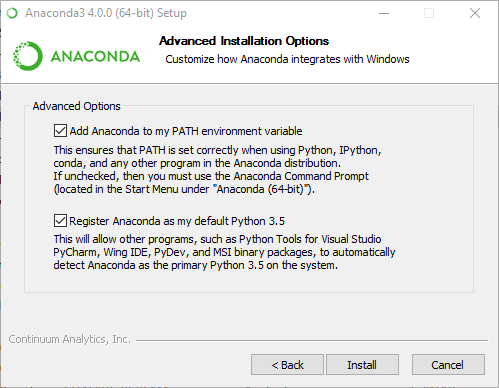 Anaconda3 4.0.0 (64-bit) Setup
ANACONDA
Advanced Installation Options
Customize how Anaconda integrates with Windows
Advanced Options
Add Anaconda to my PATH environment variable
This ensures that PATH is set correctly when using Python, IPython,
conda, and any other program in the Anaconda distribution.
If unchecked, then you must use the Anaconda Command Prompt
(located in the Start Menu under "Anaconda (64-bit)").
Register Anaconda as my default Python 3.5
This will allow other programs, such as Python Tools for Visual Studio
PyCharm, Wing IDE, PyDev, and MSI binary packages, to automatically
detect Anaconda as the primary Python 3.5 on the system.
Continuum Analytics, Inc.
< Back
Install
Cancel